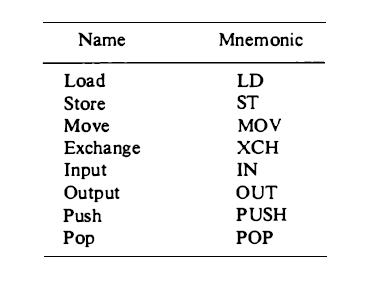 Name Mnemonic
Load LD
Store ST
Move MOV
Exchange XCH
Input IN
Output OUT
Push PUSH
Pop POP